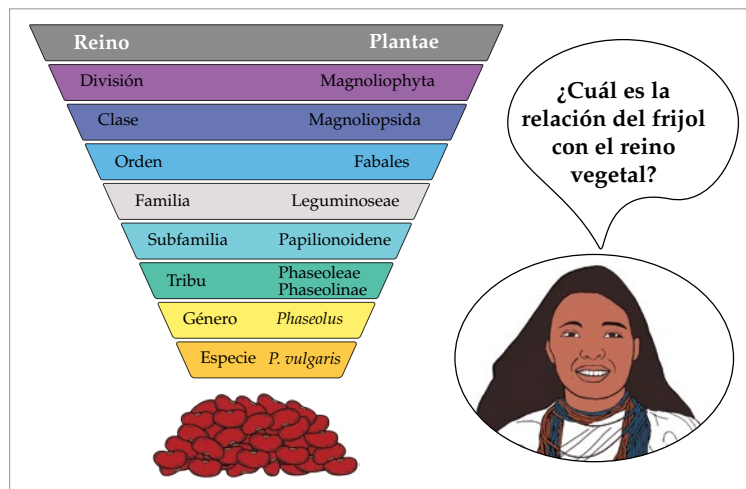 Reino Plantae
División Magnoliophyta
Clase Magnoliopsida
Orden Fabales
Familia Leguminoseae
Subfamilia Papilionoidene
Tribu Phaseoleae
Phaseolinae
Género Phaseolus
Especie P. vulgaris
¿Cuál es la
relación del frijol
con el reino
vegetal?